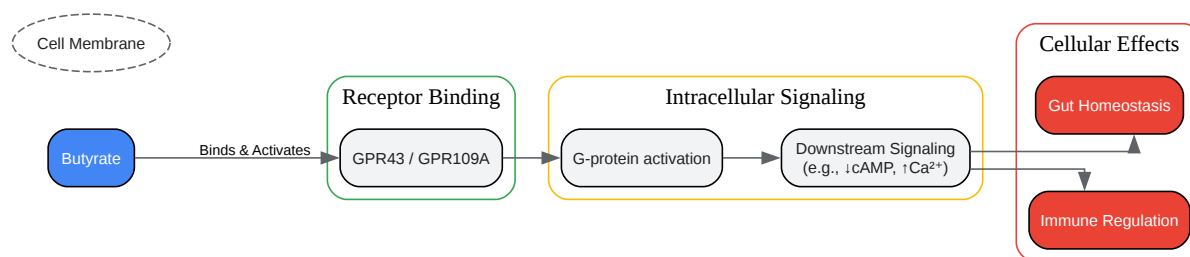 Cell Membrane
Butyrate
Binds & Activates
Receptor Binding
GPR43 / GPR109A
Intracellular Signaling
G-protein activation
Downstream Signaling
(e.g., ↓cAMP, ↑Ca²⁺)
Cellular Effects
Gut Homeostasis
Immune Regulation